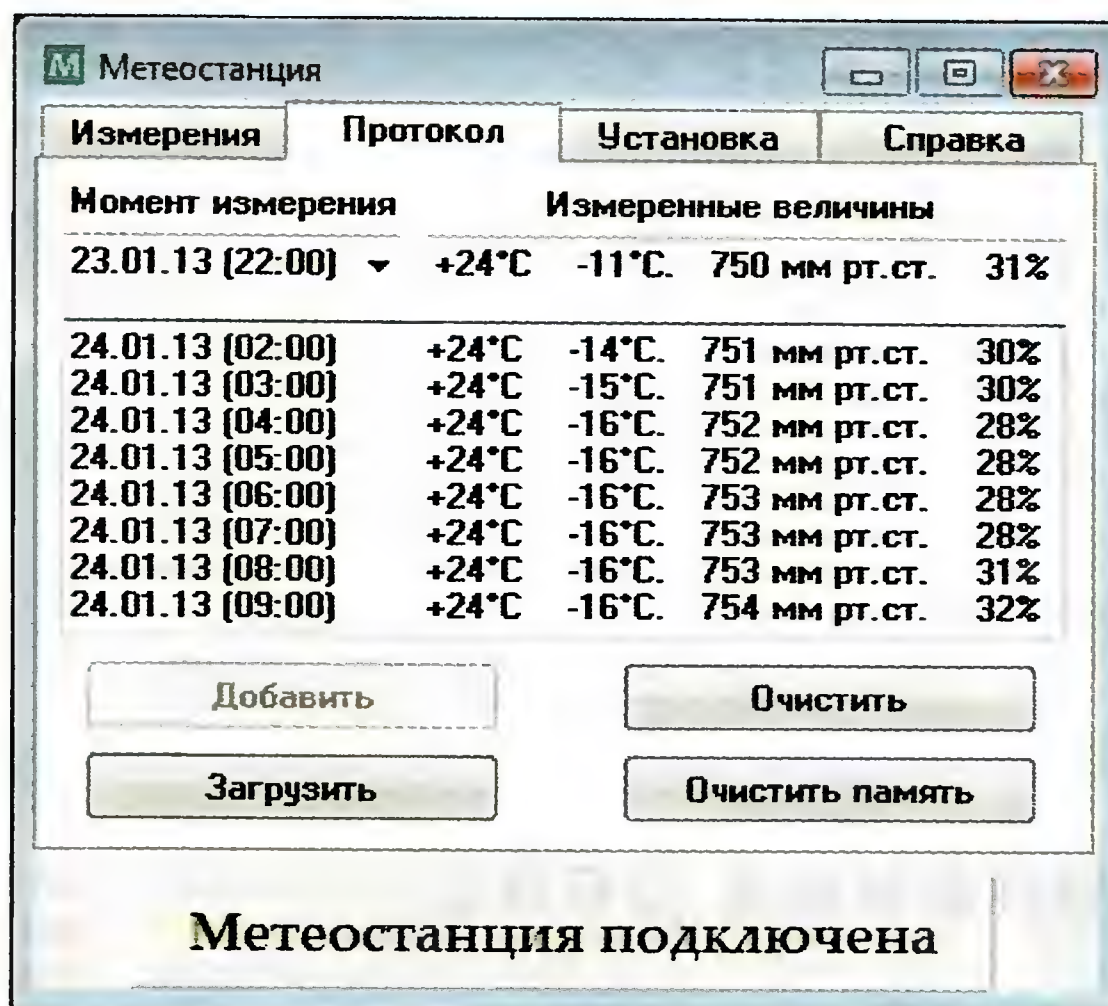 M Метеостанция
Измерения Протокол Установка Справка
Момент измерения Измеренные величины
23.01.13 (22:00) +24°C -11°C. 750 мм рт.ст. 31%
24.01.13 (02:00) +24°C -14°C. 751 мм рт.ст. 30%
24.01.13 (03:00) +24°C -15°C. 751 мм рт.ст. 30%
24.01.13 (04:00) +24°C -16°C. 752 мм рт.ст. 28%
24.01.13 (05:00) +24°C -16°C. 752 мм рт.ст. 28%
24.01.13 (06:00) +24°C -16°C. 753 мм рт.ст. 28%
24.01.13 (07:00) +24°C -16°C. 753 мм рт.ст. 28%
24.01.13 (08:00) +24°C -16°C. 753 мм рт.ст. 31%
24.01.13 (09:00) +24°C -16°C. 754 мм рт.ст. 32%
Добавить Очистить
Загрузить Очистить память
Метеостанция подключена